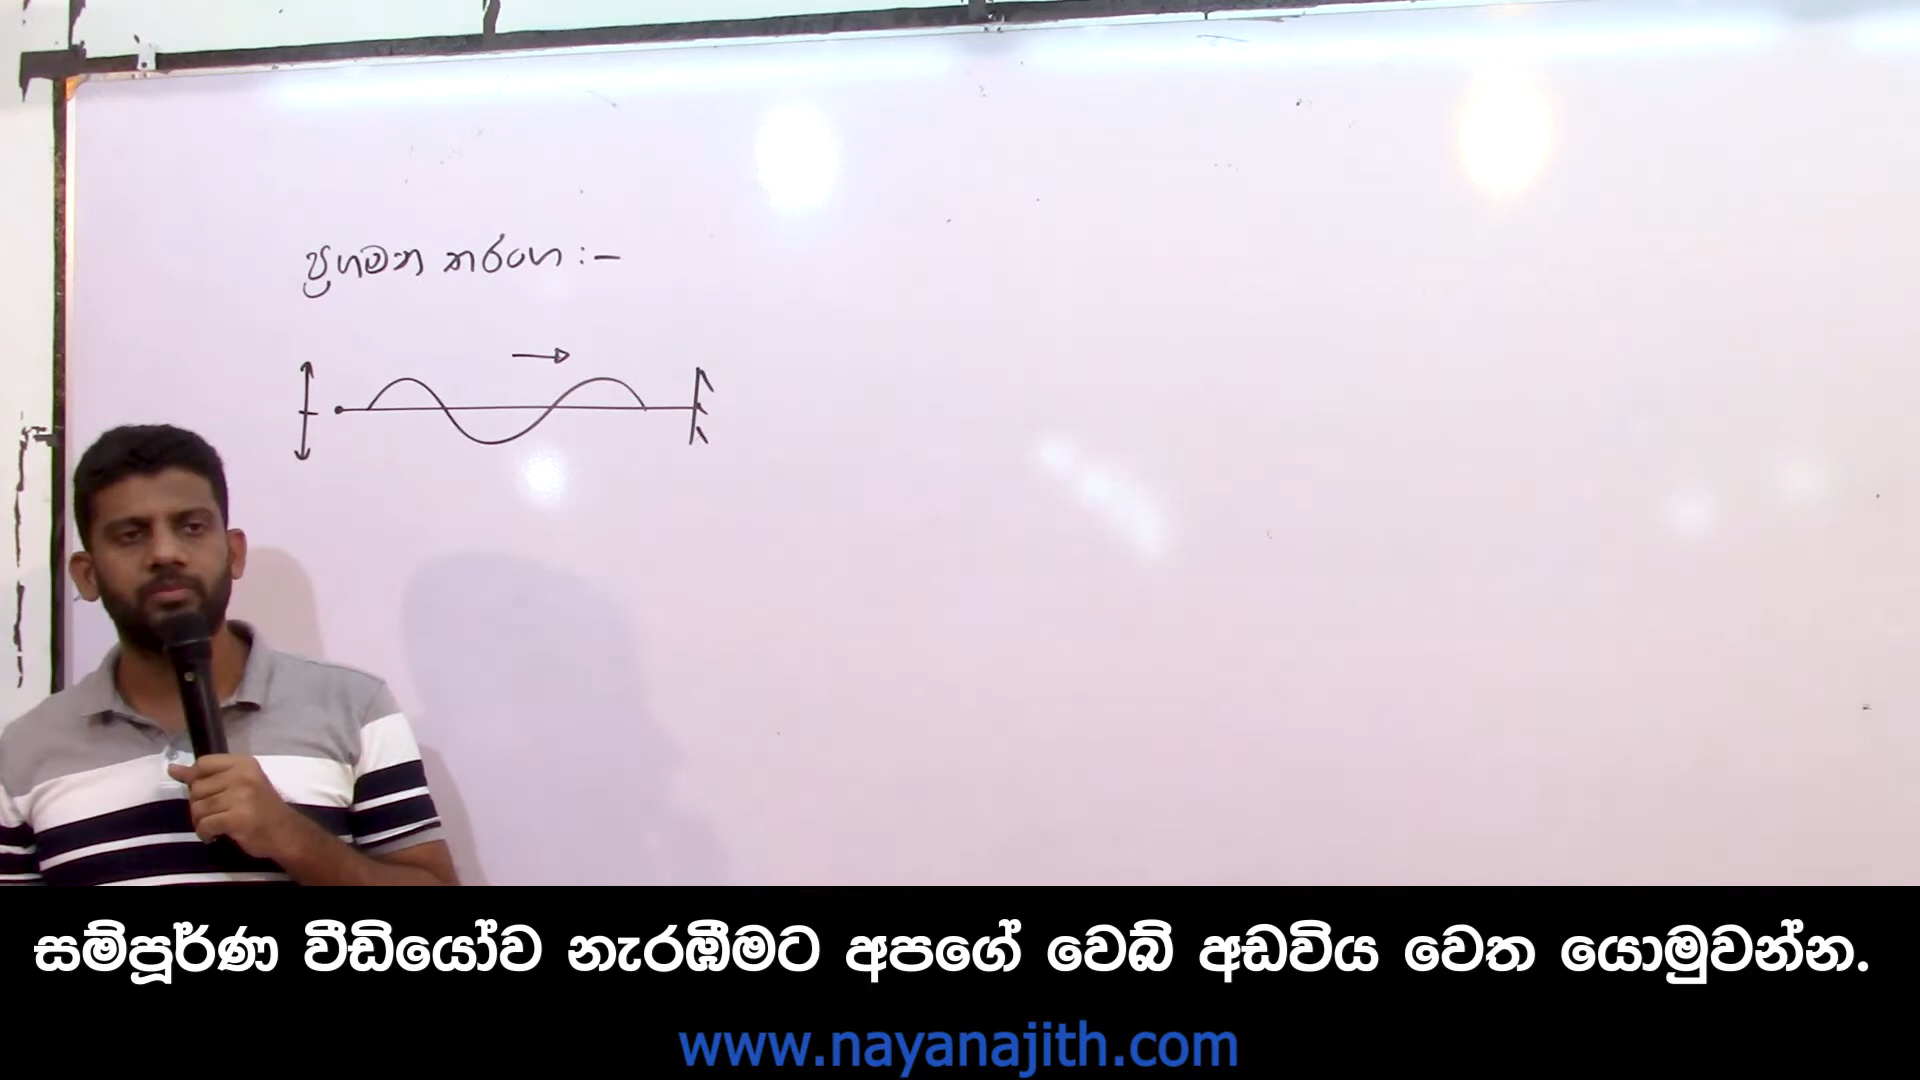 ප්‍රගමන තරංග :–
සම්පූර්ණ වීඩියෝව නැරඹීමට අපගේ වෙබ් අඩවිය වෙත යොමුවන්න.
www.nayanajith.com